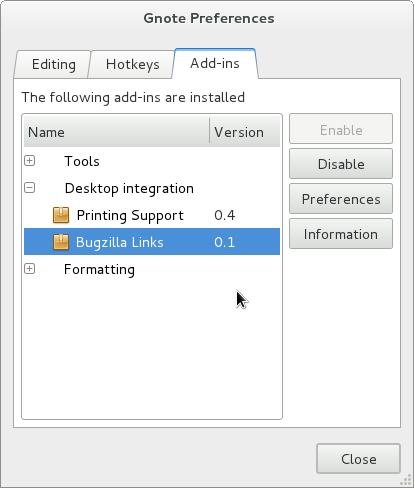 Gnote Preferences
Editing Hotkeys Add-ins
The following add-ins are installed
Name Version Enable
Tools
Disable
Desktop integration
Preferences
Printing Support 0.4
Information
Bugzilla Links 0.1
Formatting
Close